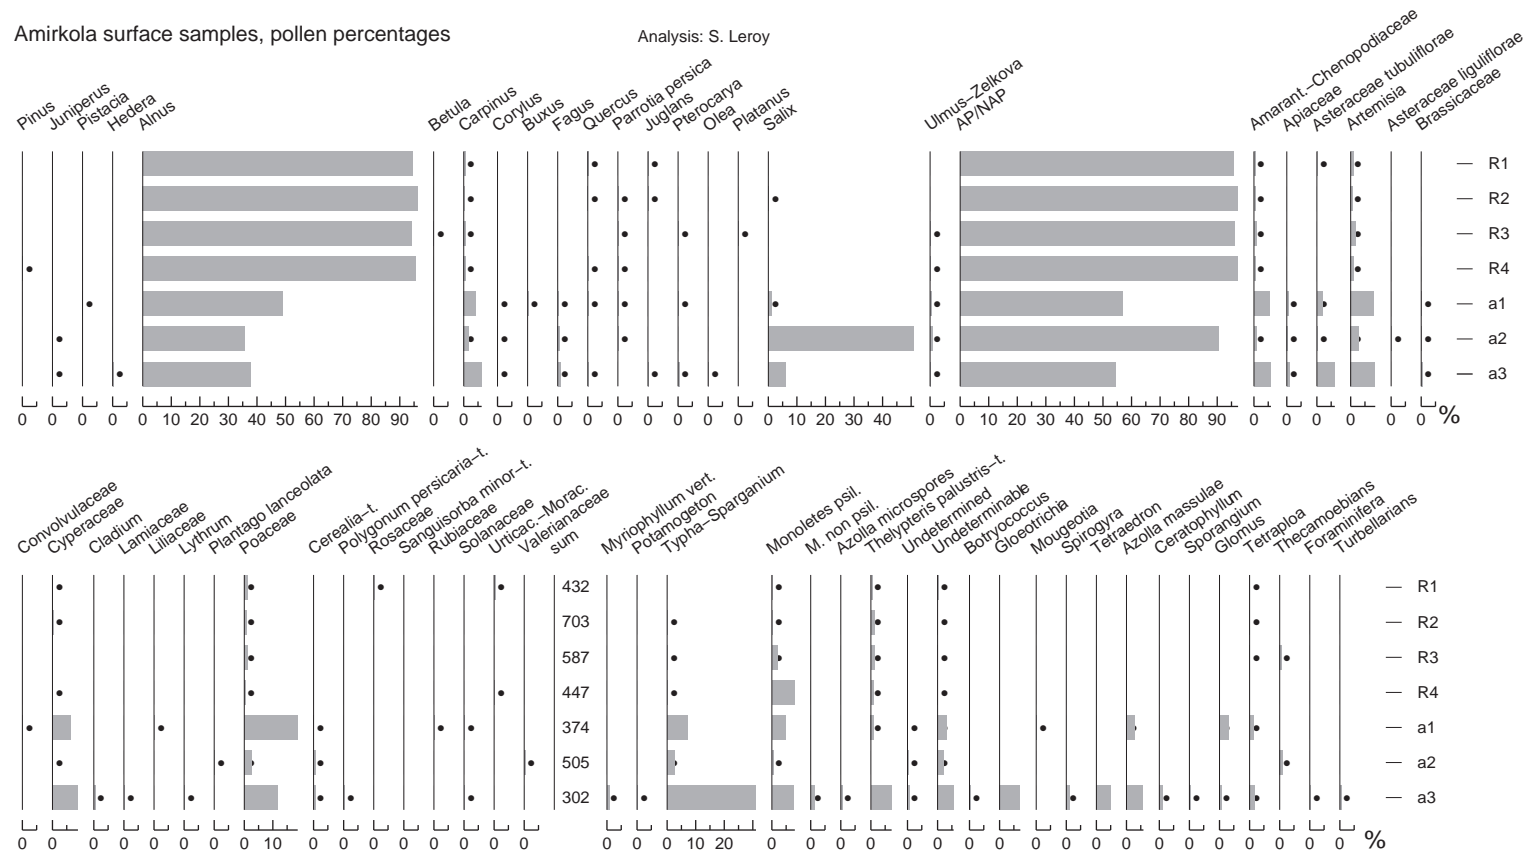 Amirkola surface samples, pollen percentages
Analysis: S. Leroy
Pinus
Juniperus
Pistacia
Hedera
Alnus
Betula
Carpinus
Corylus
Buxus
Fagus
Quercus
Parrotia persica
Juglans
Pterocarya
Olea
Platanus
Salix
Ulmus–Zelkova
AP/NAP
Amarant.–Chenopodiaceae
Apiaceae
Asteraceae tubuliflorae
Artemisia
Asteraceae liguliflorae
Brassicaceae
R1
R2
R3
R4
a1
a2
a3
0 0 0 0 0 10 20 30 40 50 60 70 80 90 0 0 0 0 0 0 0 0 0 0 0 0 10 20 40 0 0 10 20 30 40 50 60 70 80 90 0 0 0 0 0 0 %
Convolvulaceae
Cyperaceae
Cladium
Lamiaceae
Liliaceae
Lythrum
Plantago lanceolata
Poaceae
Cerealia–t.
Polygonum persicaria–t.
Rosaceae
Sanguisorba minor–t.
Rubiaceae
Solanaceae
Urticac.–Morac.
Valerianaceae
sum
Myriophyllum vert.
Potamogeton
Typha–Sparganium
Monoletes psil.
M. non psil.
Azolla microspores
Thelypteris palustris–t.
Undetermined
Undeterminable
Botryococcus
Gloeotrichia
Mougeotia
Spirogyra
Tetraedron
Azolla massulae
Ceratophyllum
Sporangium
Glomus
Tetraploa
Thecamoebians
Foraminifera
Turbellarians
432 R1
703 R2
587 R3
447 R4
374 a1
505 a2
302 a3
0 0 0 0 0 0 0 0 10 0 0 0 0 0 0 0 0 0 0 0 10 20 0 0 0 0 0 0 0 0 0 0 0 0 0 0 0 0 0 0 0 %